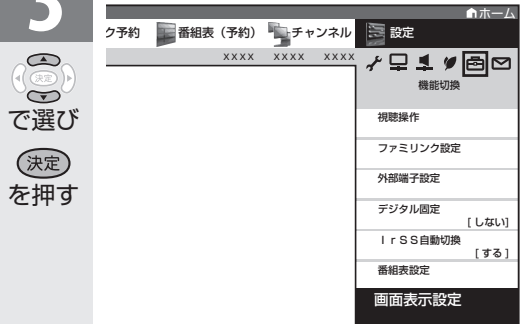 3
決定
で選び
決定
を押す
ホーム
ク予約 番組表（予約） チャンネル 設定
xxxx xxxx xxxx
機能切換
視聴操作
ファミリンク設定
外部端子設定
デジタル固定
[ しない]
ＩｒＳＳ自動切換
[ する ]
番組表設定
画面表示設定